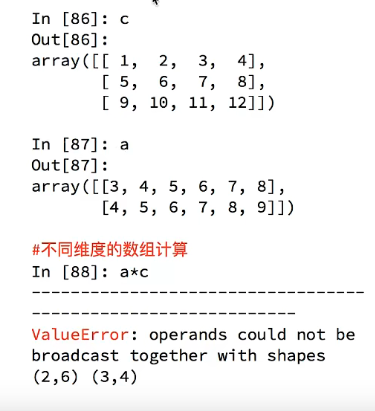 In [86]: c
Out[86]:
array([[ 1,  2,  3,  4],
       [ 5,  6,  7,  8],
       [ 9, 10, 11, 12]])
In [87]: a
Out[87]:
array([[3, 4, 5, 6, 7, 8],
       [4, 5, 6, 7, 8, 9]])
#不同维度的数组计算
In [88]: a*c
----------------------------------
---------------------------
ValueError: operands could not be
broadcast together with shapes
(2,6) (3,4)